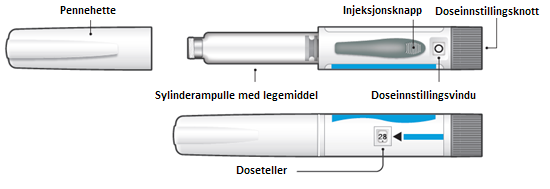 Pennehette
Injeksjonsknapp
Doseinnstillingsknott
Sylinderampulle med legemiddel
Doseinnstillingsvindu
28
Doseteller